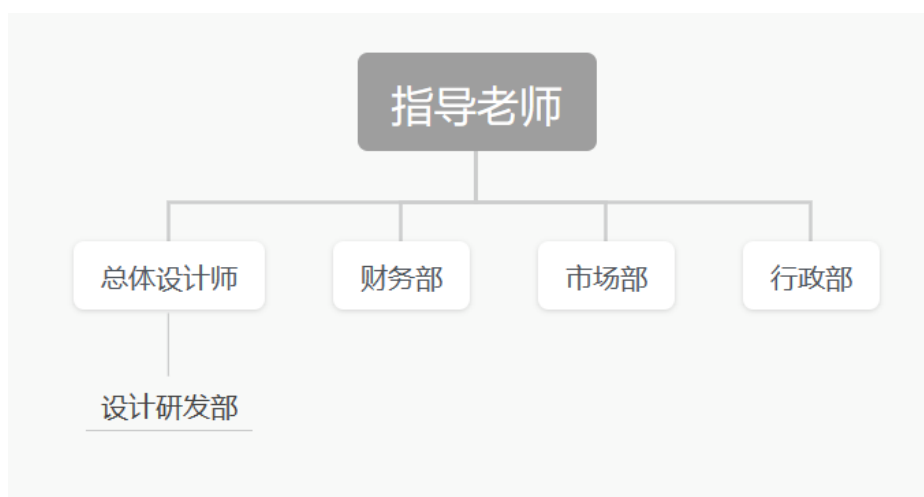 指导老师
总体设计师
财务部
市场部
行政部
设计研发部